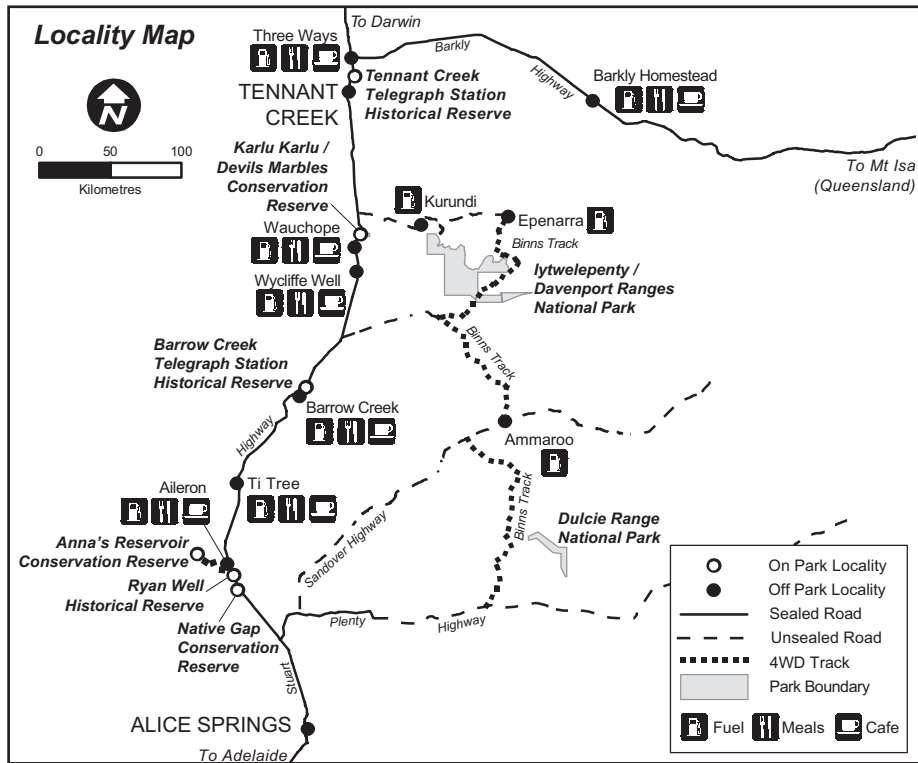 Locality Map
N
0 50 100
Kilometres
To Darwin
Three Ways
Barkly
Highway
Tennant Creek
Telegraph Station
Historical Reserve
TENNANT
CREEK
Barkly Homestead
To Mt Isa
(Queensland)
Karlu Karlu /
Devils Marbles
Conservation
Reserve
Kurundi
Epenarra
Wauchope
Binns Track
Wycliffe Well
Iytwelepenty /
Davenport Ranges
National Park
Barrow Creek
Telegraph Station
Historical Reserve
Binns Track
Barrow Creek
Highway
Ammaroo
Aileron
Ti Tree
Binns Track
Sandover Highway
Dulcie Range
National Park
Anna's Reservoir
Conservation Reserve
Ryan Well
Historical Reserve
Native Gap
Conservation
Reserve
Plenty
Highway
Stuart
ALICE SPRINGS
To Adelaide
On Park Locality
Off Park Locality
Sealed Road
Unsealed Road
4WD Track
Park Boundary
Fuel Meals Cafe